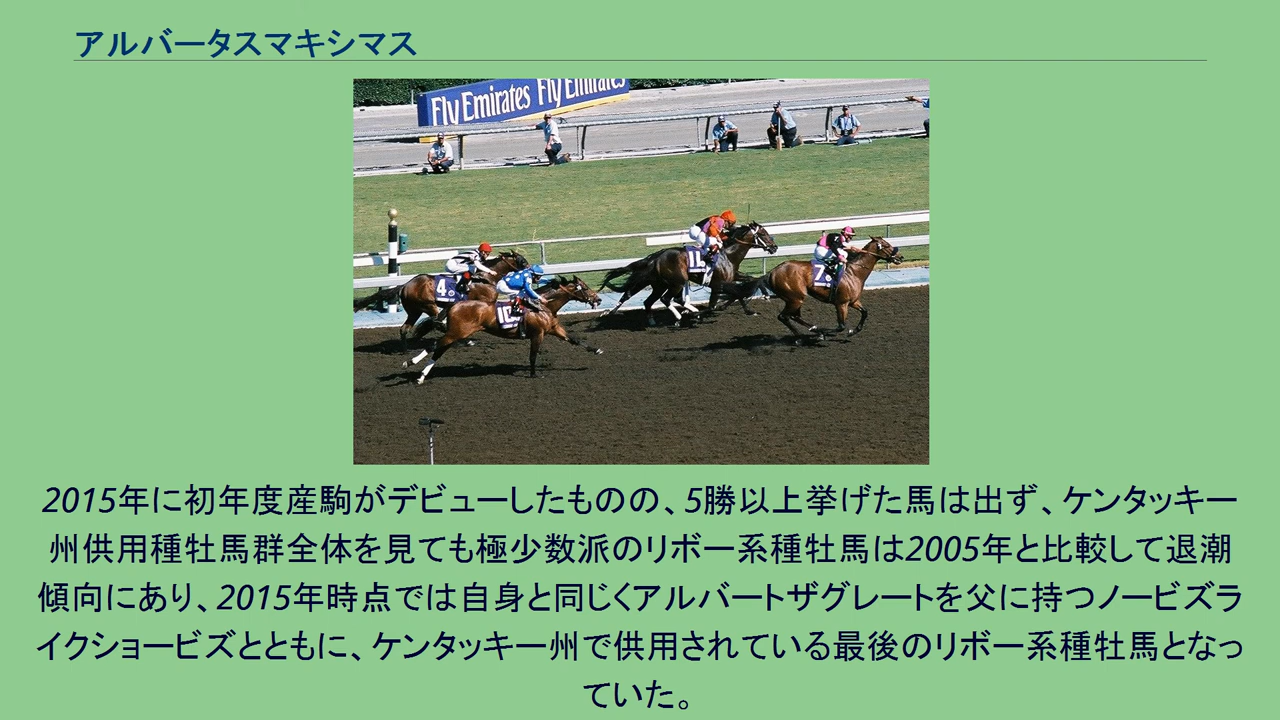 アルバータスマキシマス
Fly Emirates Fly Emirates
4
10
11
7
2015年に初年度産駒がデビューしたものの、5勝以上挙げた馬は出ず、ケンタッキー
州供用種牡馬群全体を見ても極少数派のリボー系種牡馬は2005年と比較して退潮
傾向にあり、2015年時点では自身と同じくアルバートザグレートを父に持つノービズラ
イクショービズとともに、ケンタッキー州で供用されている最後のリボー系種牡馬となっ
ていた。